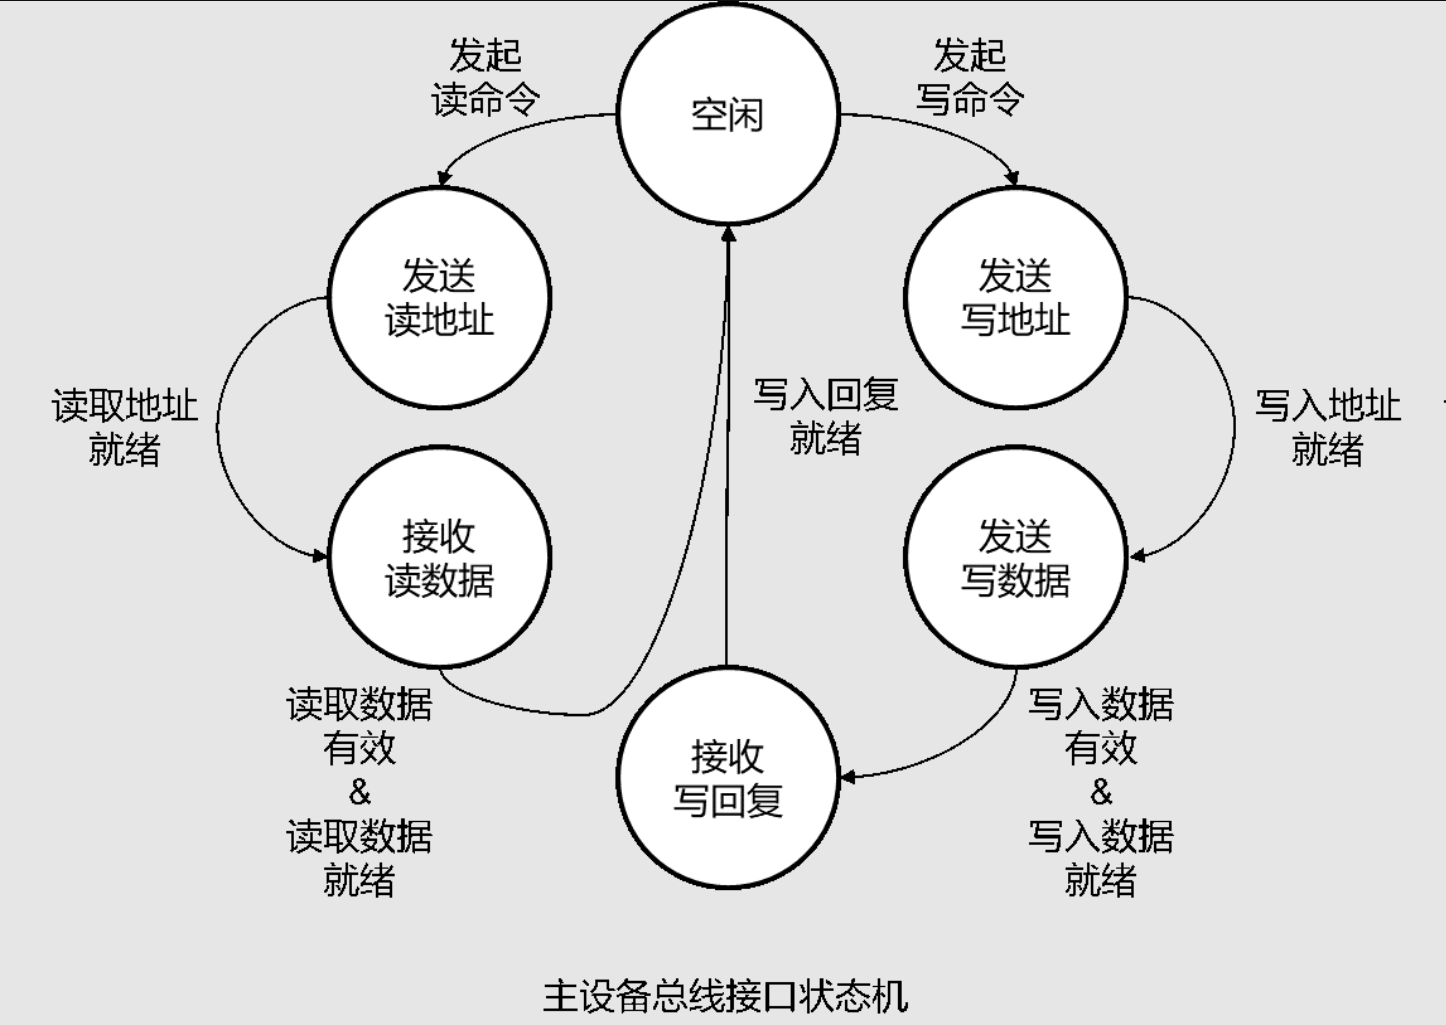 发起
读命令
空闲
发起
写命令
发送
读地址
发送
写地址
读取地址
就绪
写入回复
就绪
写入地址
就绪
接收
读数据
发送
写数据
读取数据
有效
&
读取数据
就绪
接收
写回复
写入数据
有效
&
写入数据
就绪
主设备总线接口状态机